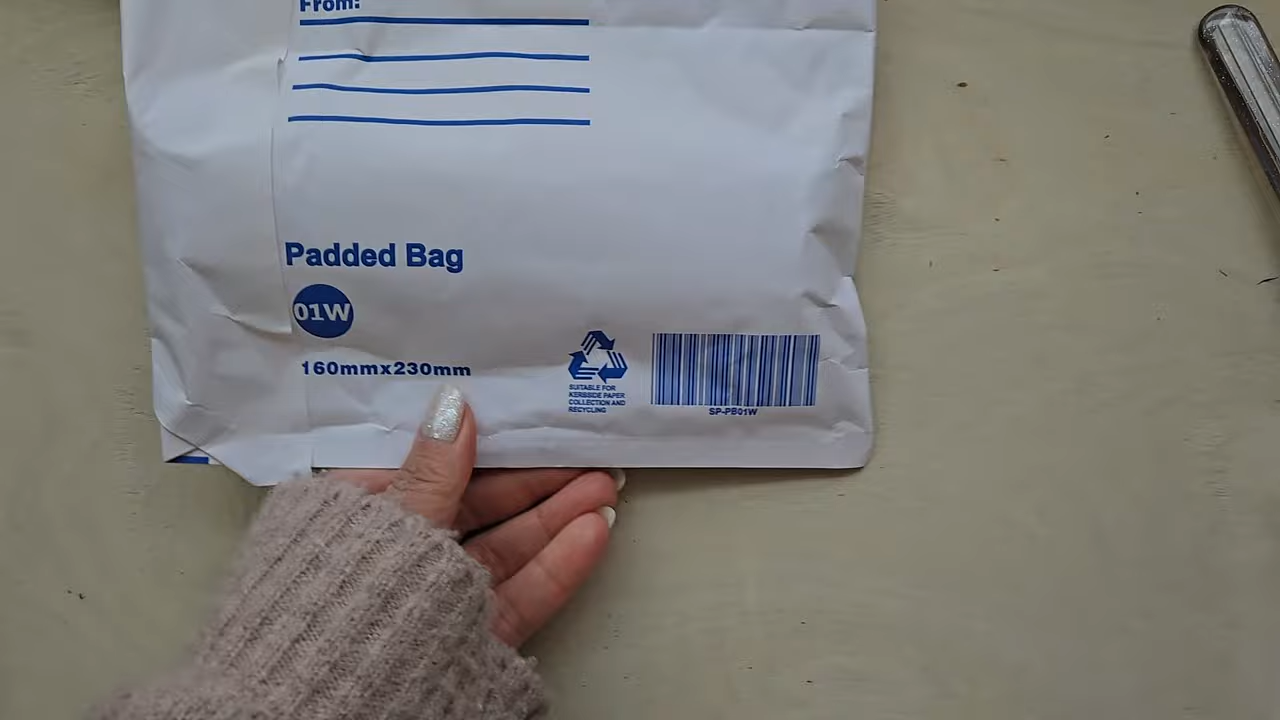 From:
Padded Bag
01W
160mmx230mm
SUITABLE FOR
KERBSIDE PAPER
COLLECTION AND
RECYCLING
SP-PB01W